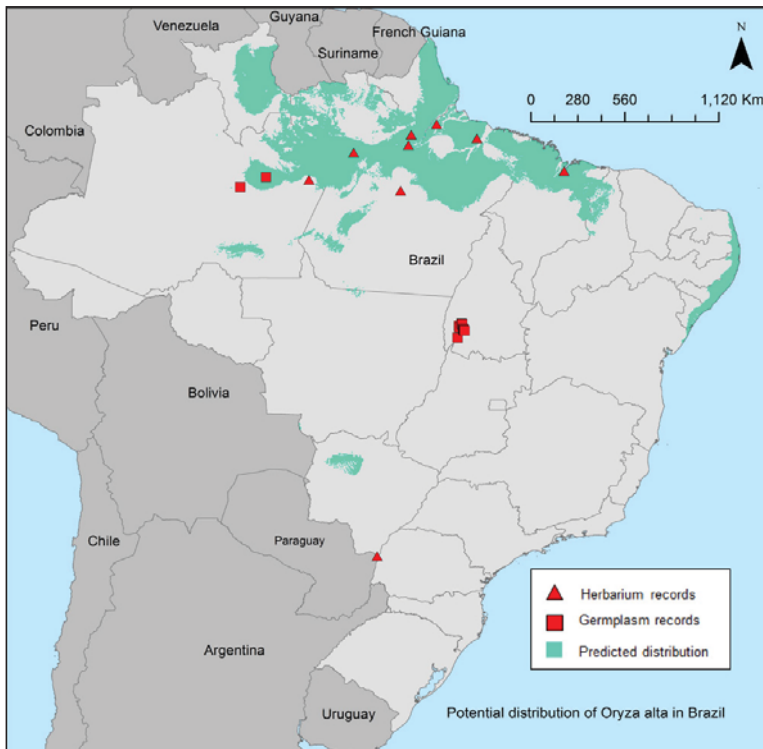 Guyana
Venezuela
French Guiana
Suriname
N
0 280 560 1,120 Km
Colombia
Brazil
Peru
Bolivia
Chile
Paraguay
Herbarium records
Germplasm records
Predicted distribution
Argentina
Uruguay
Potential distribution of Oryza alta in Brazil